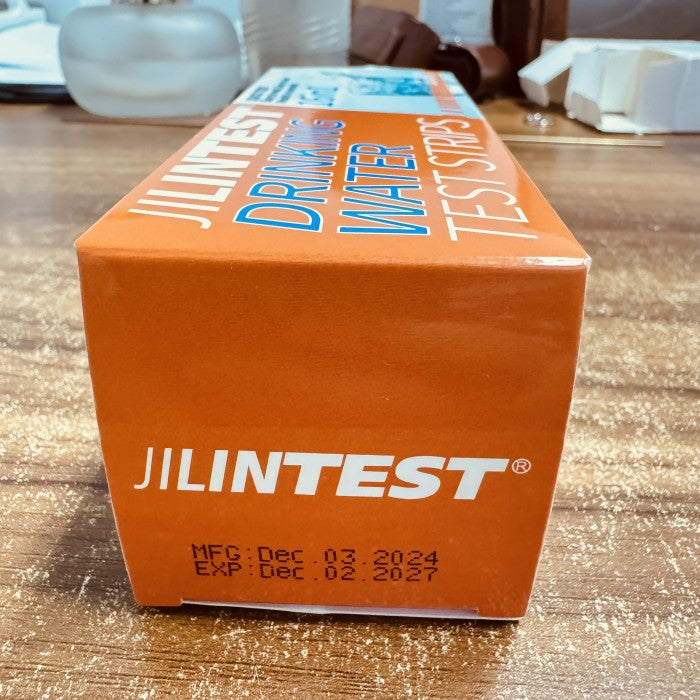 JILINTEST
DRINKING
WATER
TEST STRIPS
JILINTEST®
MFG:Dec.03.2024
EXP:Dec.02.2027